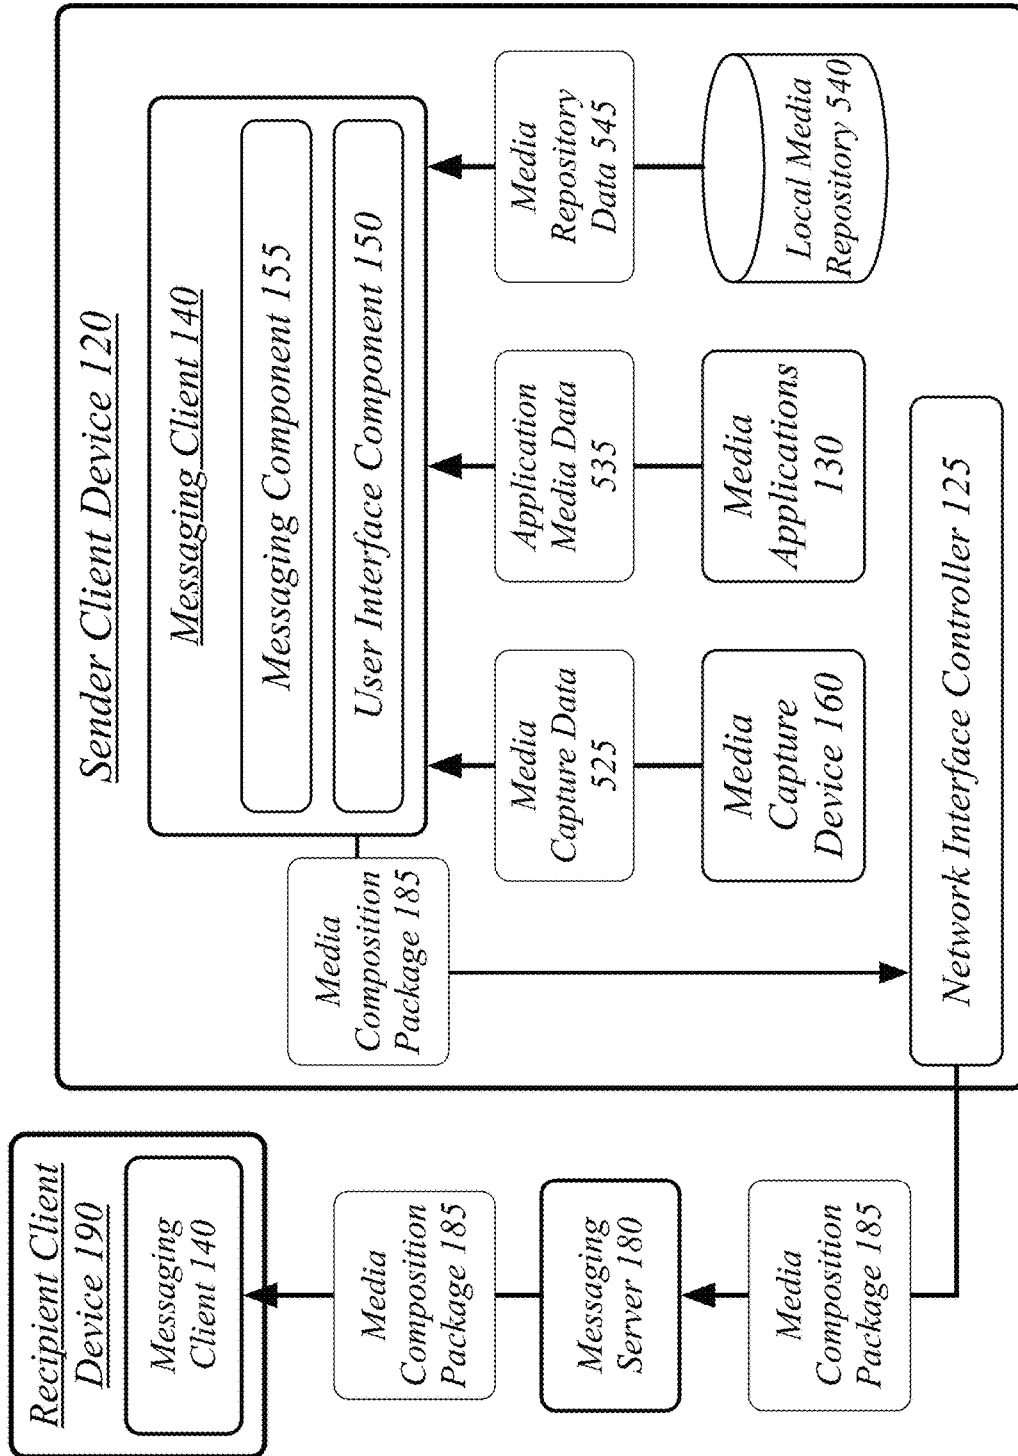 Sender Client Device 120
Messaging Client 140
Messaging Component 155
User Interface Component 150
Media
Composition
Package 185
Media
Capture Data
525
Application
Media Data
535
Media
Repository
Data 545
Media
Capture
Device 160
Media
Applications
130
Local Media
Repository 540
Network Interface Controller 125
Recipient Client
Device 190
Messaging
Client 140
Media
Composition
Package 185
Messaging
Server 180
Media
Composition
Package 185